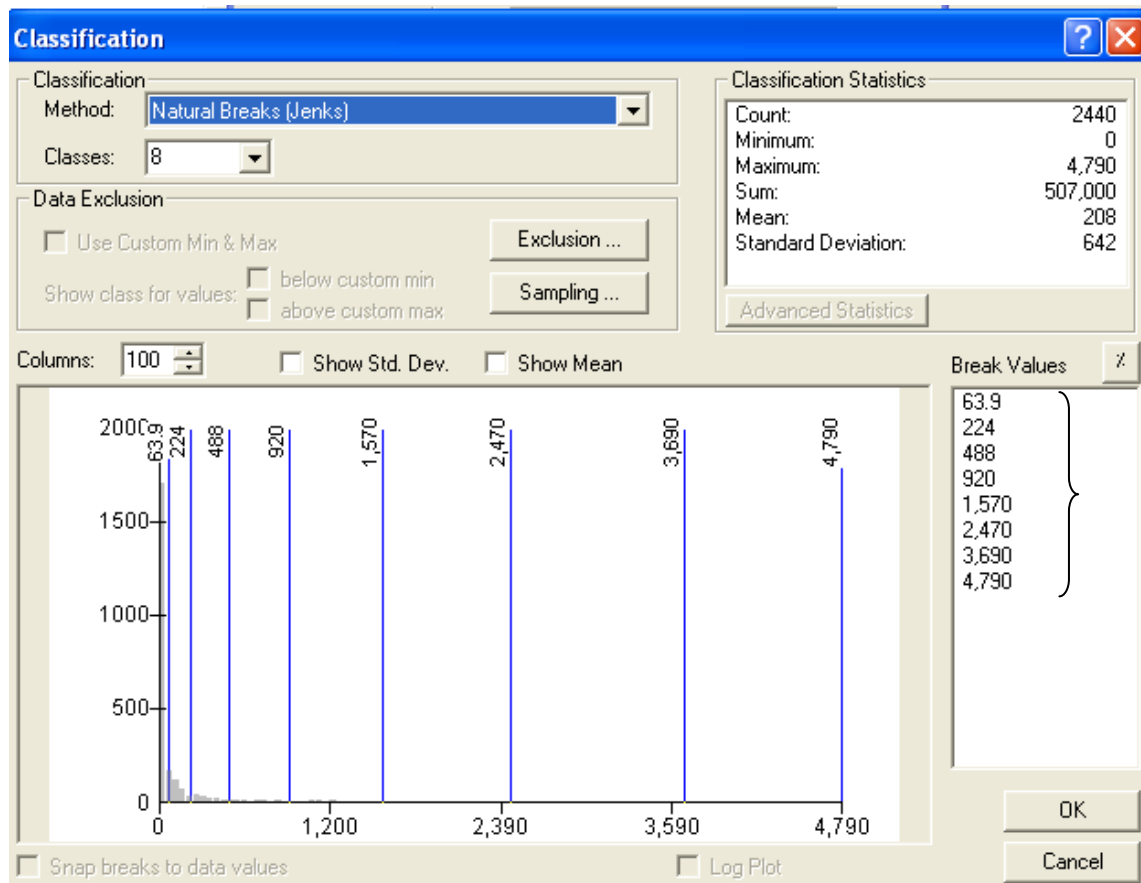 Classification
Classification
Method: Natural Breaks (Jenks)
Classes: 8
Data Exclusion
Use Custom Min & Max
Exclusion ...
Show class for values:
below custom min
above custom max
Sampling ...
Classification Statistics
Count: 2440
Minimum: 0
Maximum: 4,790
Sum: 507,000
Mean: 208
Standard Deviation: 642
Advanced Statistics
Columns: 100
Show Std. Dev.
Show Mean
Break Values
%
63.9
224
488
920
1,570
2,470
3,690
4,790
2000
1500
1000
500
0
63.9
224
488
920
1,570
2,470
3,690
4,790
0 1,200 2,390 3,590 4,790
OK
Cancel
Snap breaks to data values
Log Plot